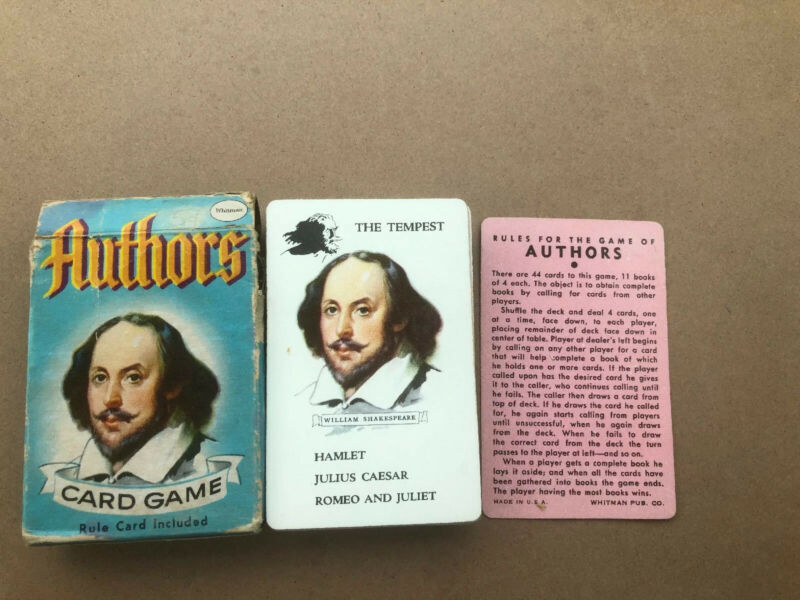 Whitman
Authors
CARD GAME
Rule Card Included
THE TEMPEST
WILLIAM SHAKESPEARE
HAMLET
JULIUS CAESAR
ROMEO AND JULIET
RULES FOR THE GAME OF
AUTHORS
There are 44 cards to this game, 11 books
of 4 each. The object is to obtain complete
books by calling for cards from other
players.
Shuffle the deck and deal 4 cards, one
at a time, face down, to each player,
placing remainder of deck face down in
center of table. Player at dealer's left begins
by calling on any other player for a card
that will help complete a book of which
he holds one or more cards. If the player
called upon has the desired card he gives
it to the caller, who continues calling until
he fails. The caller then draws a card from
top of deck. If he draws the card he called
for, he again starts calling from players
until unsuccessful, when he again draws
from the deck. When he fails to draw
the correct card from the deck the turn
passes to the player at left—and so on.
When a player gets a complete book he
lays it aside; and when all the cards have
been gathered into books the game ends.
The player having the most books wins.
MADE IN U.S.A. WHITMAN PUB. CO.